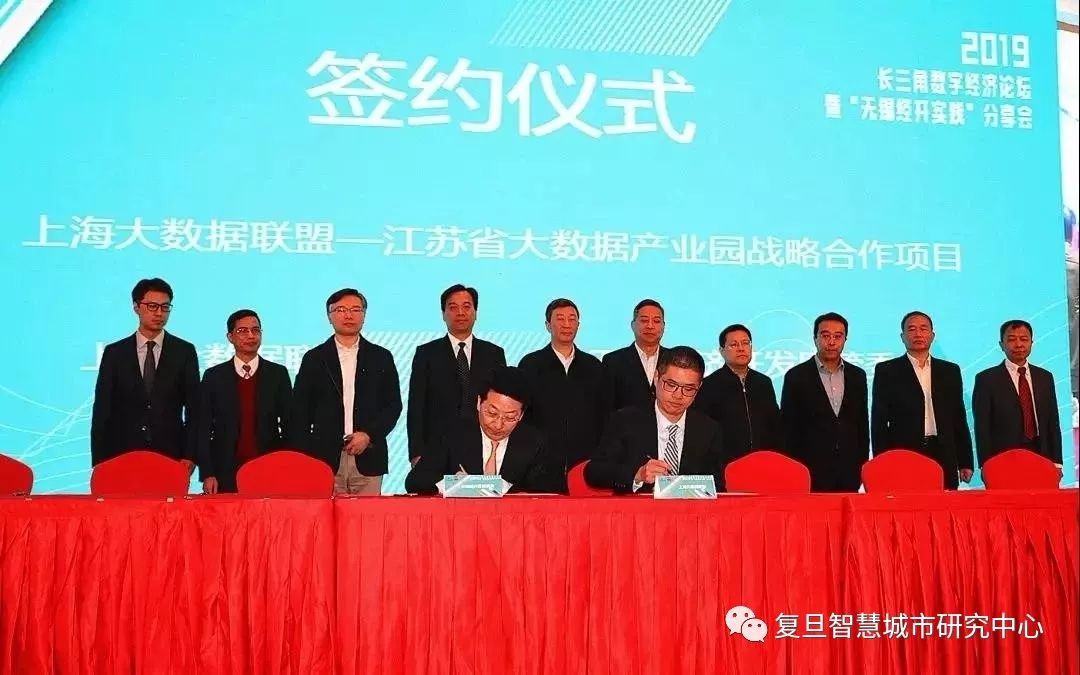 签约仪式
2019
长三角数字经济论坛
暨“无锡经开实践”分享会
上海大数据联盟—江苏省大数据产业园战略合作项目
复旦智慧城市研究中心